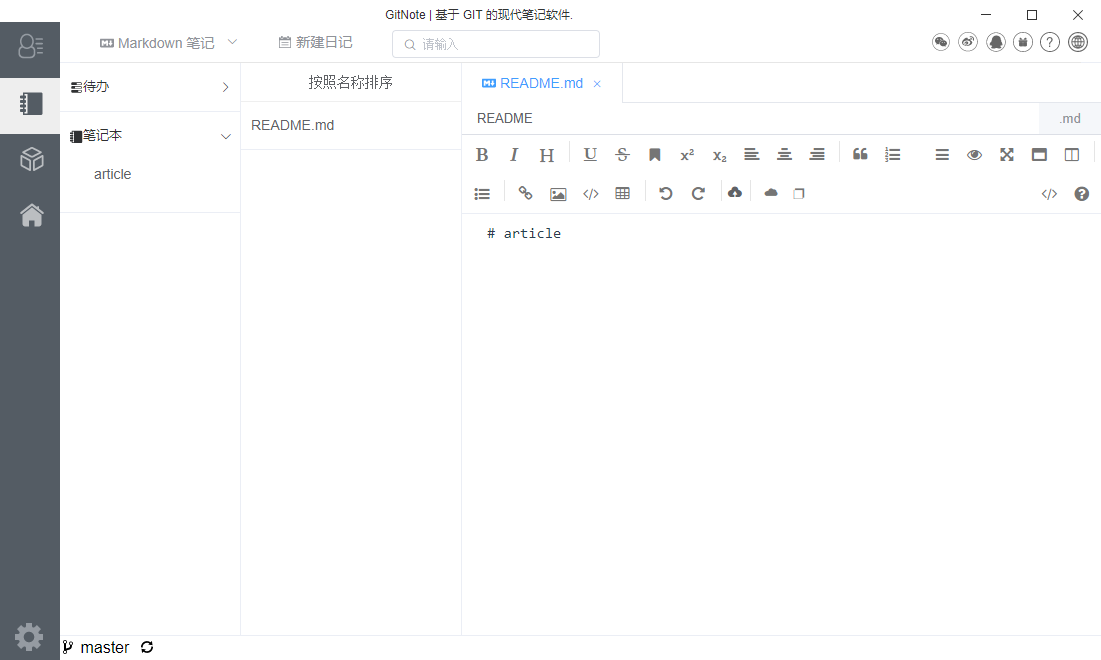 GitNote | 基于 GIT 的现代笔记软件.
Markdown 笔记
新建日记
请输入
待办
笔记本
article
按照名称排序
README.md
README.md
README
.md
# article
master